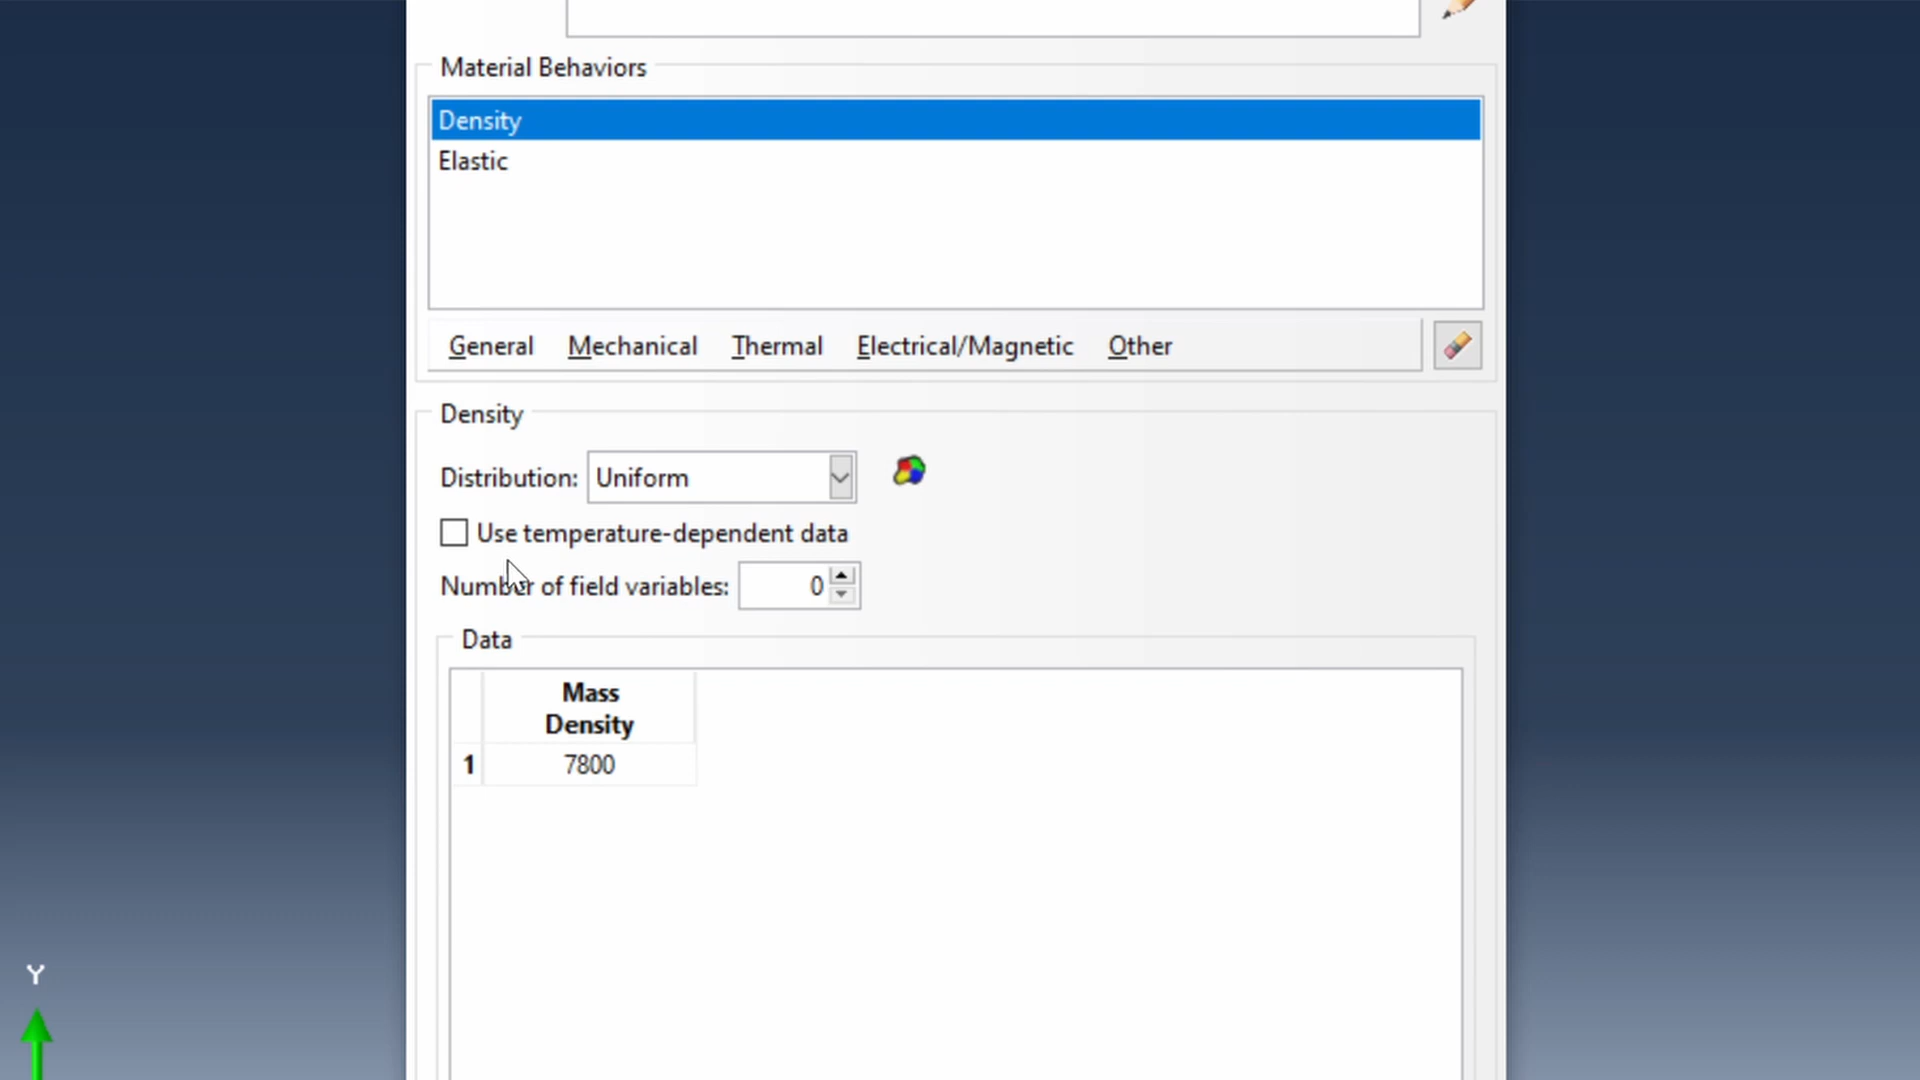 Material Behaviors
Density
Elastic
General Mechanical Thermal Electrical/Magnetic Other
Density
Distribution: Uniform
Use temperature-dependent data
Number of field variables: 0
Data
Mass
Density
1 7800
Y